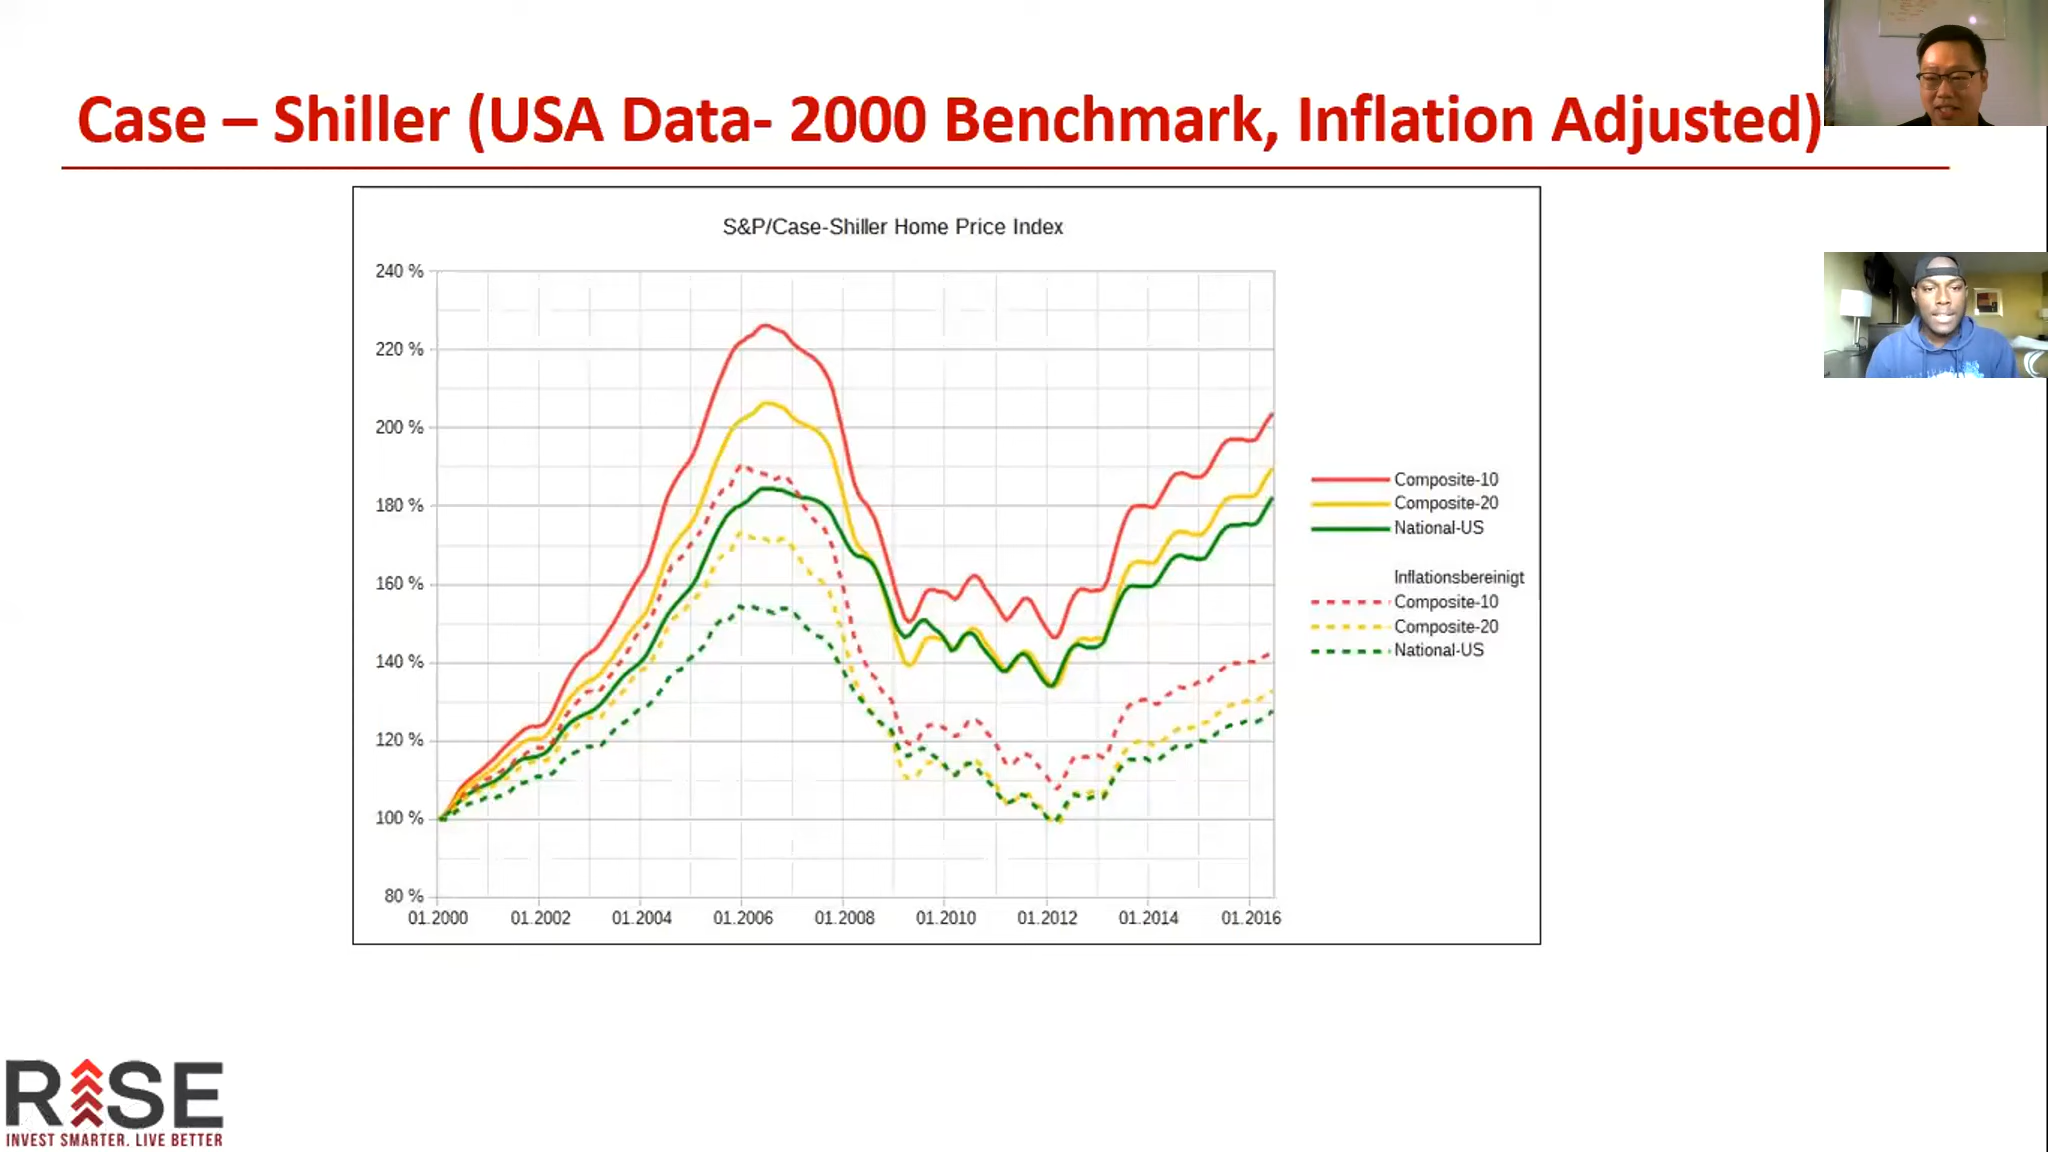 Case – Shiller (USA Data- 2000 Benchmark, Inflation Adjusted)
S&P/Case-Shiller Home Price Index
240 %
220 %
200 %
180 %
160 %
140 %
120 %
100 %
80 %
01.2000 01.2002 01.2004 01.2006 01.2008 01.2010 01.2012 01.2014 01.2016
Composite-10
Composite-20
National-US
Inflationsbereinigt
Composite-10
Composite-20
National-US
RISE
INVEST SMARTER. LIVE BETTER